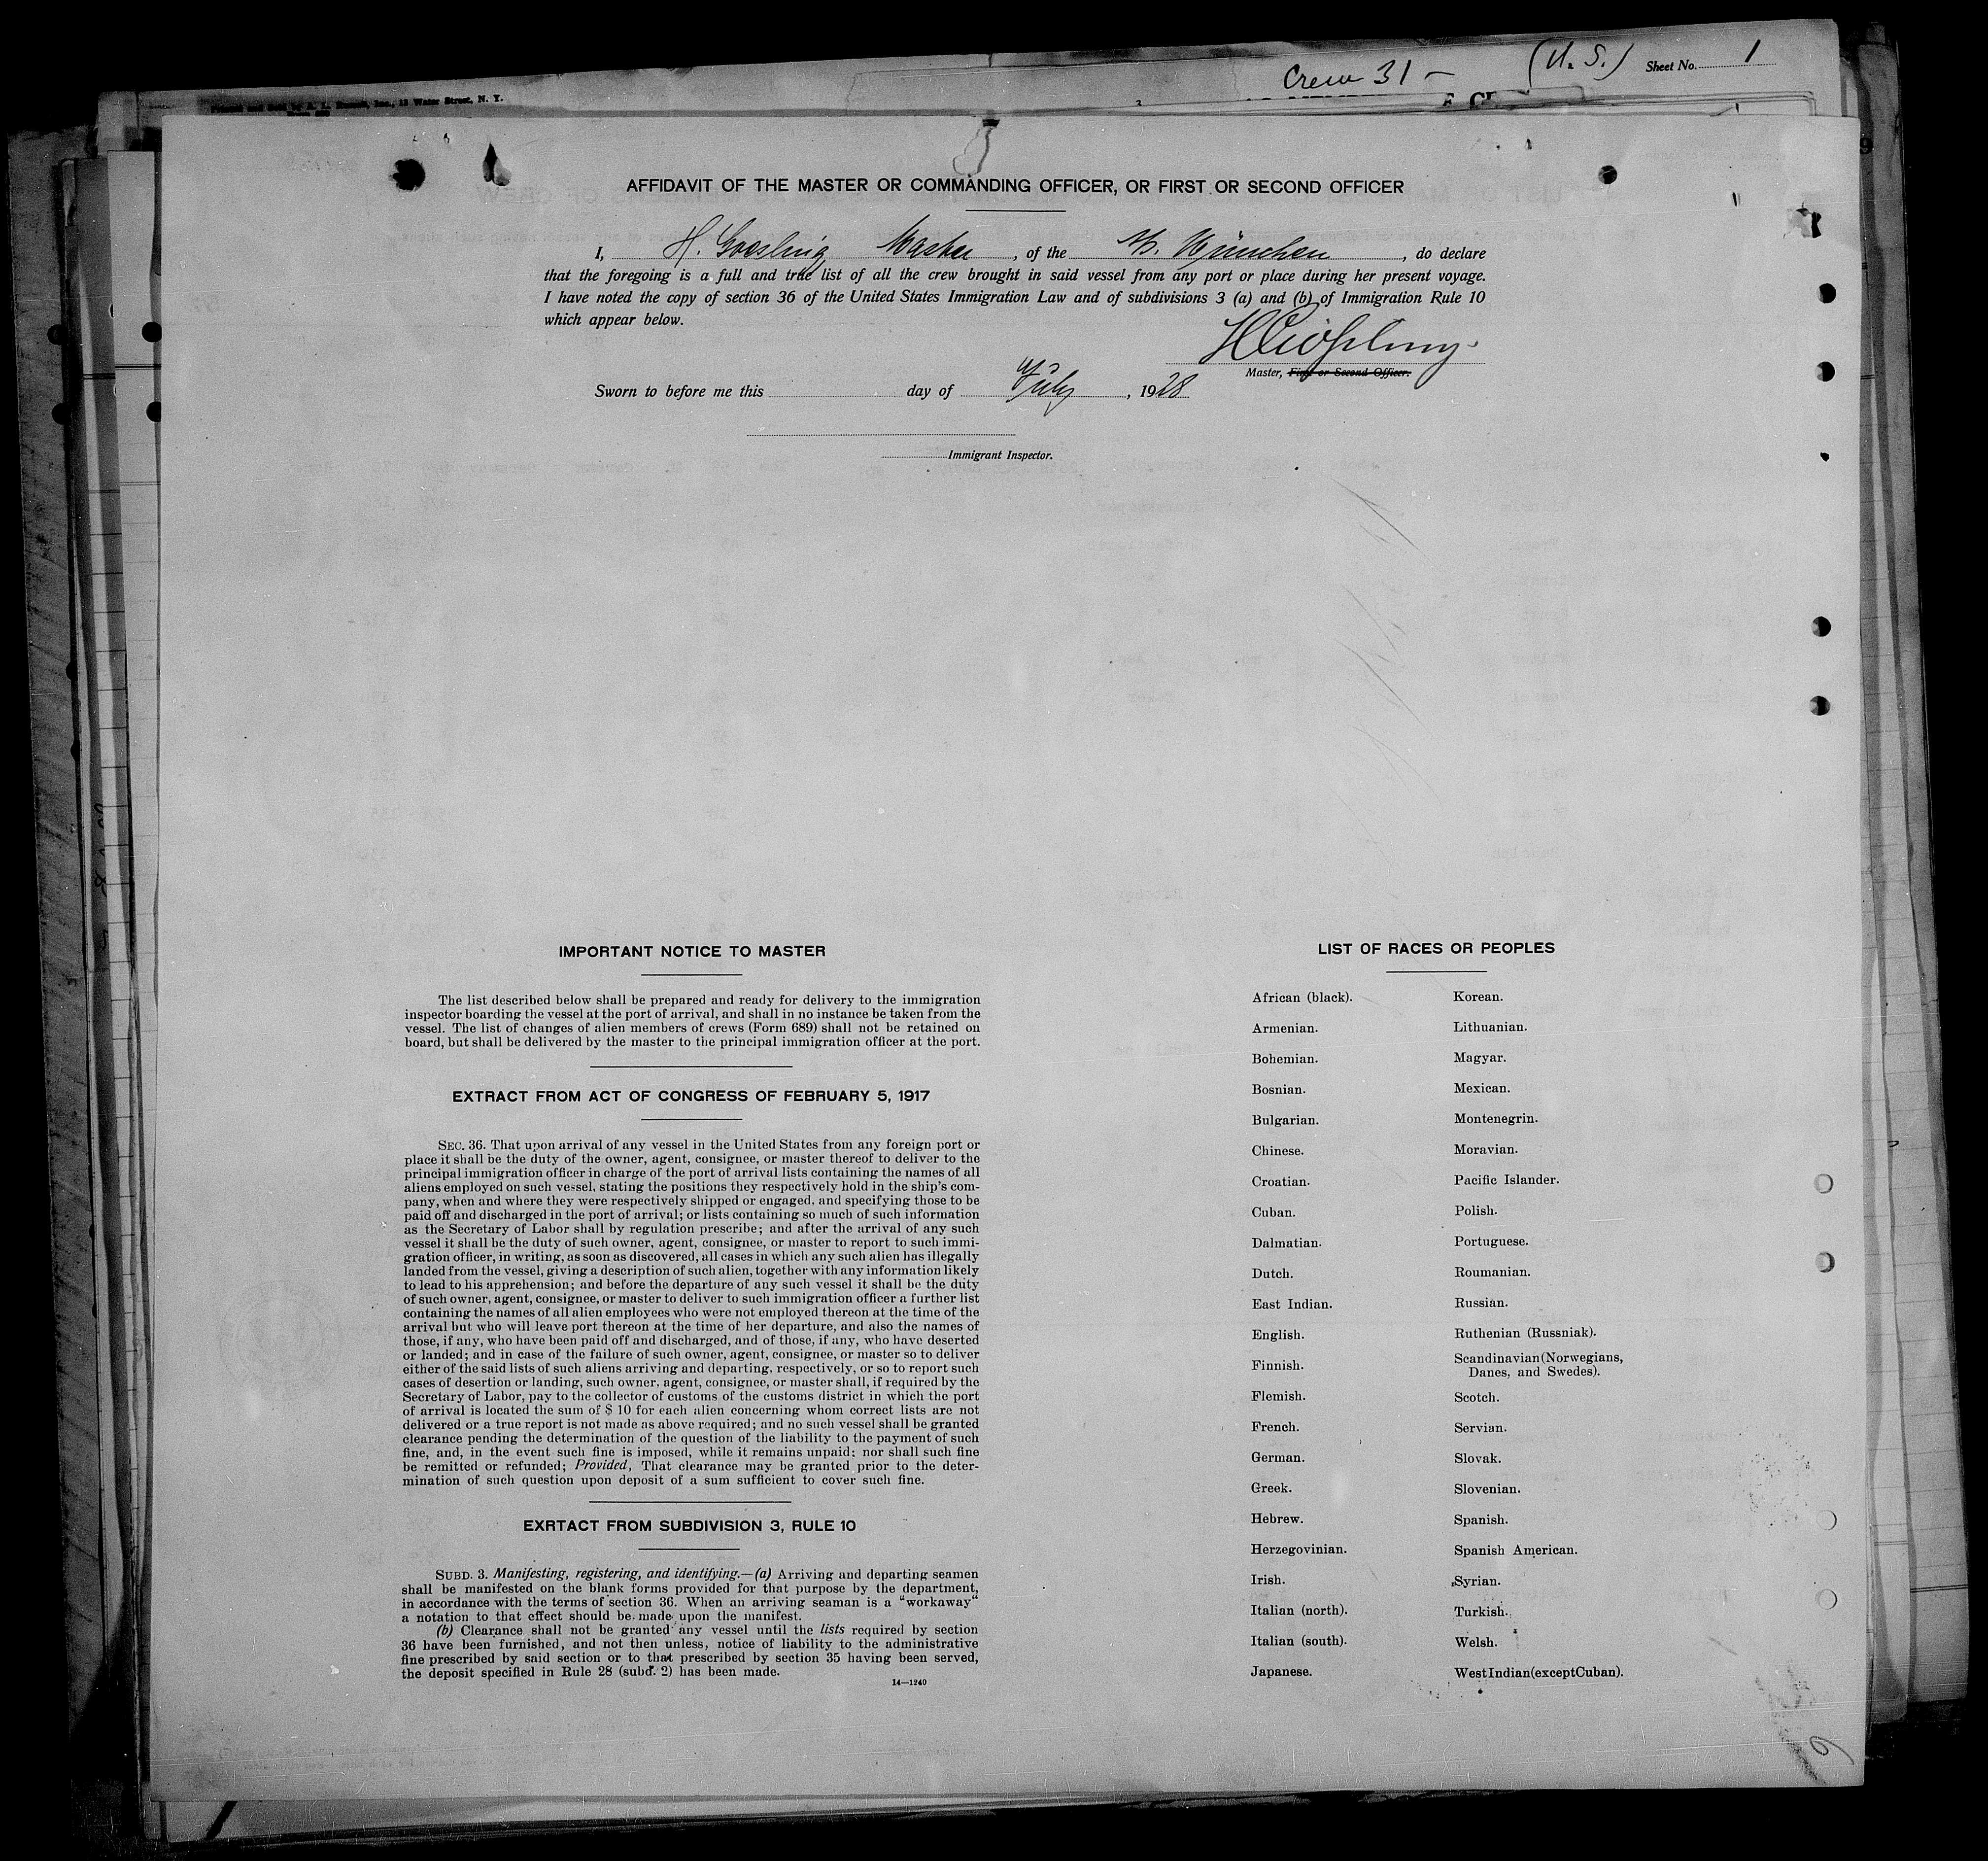 Crew 31 — (U. S.) Sheet No. 1
Printed and Sold by A. L. Russell, Inc., 13 Water Street, N. Y.
AFFIDAVIT OF THE MASTER OR COMMANDING OFFICER, OR FIRST OR SECOND OFFICER
I, H. Goesling Master, of the München, do declare
that the foregoing is a full and true list of all the crew brought in said vessel from any port or place during her present voyage.
I have noted the copy of section 36 of the United States Immigration Law and of subdivisions 3 (a) and (b) of Immigration Rule 10
which appear below.
Master, First or Second Officer.
Sworn to before me this day of July, 1928
Immigrant Inspector.
IMPORTANT NOTICE TO MASTER
The list described below shall be prepared and ready for delivery to the immigration
inspector boarding the vessel at the port of arrival, and shall in no instance be taken from the
vessel. The list of changes of alien members of crews (Form 689) shall not be retained on
board, but shall be delivered by the master to the principal immigration officer at the port.
EXTRACT FROM ACT OF CONGRESS OF FEBRUARY 5, 1917
SEC. 36. That upon arrival of any vessel in the United States from any foreign port or
place it shall be the duty of the owner, agent, consignee, or master thereof to deliver to the
principal immigration officer in charge of the port of arrival lists containing the names of all
aliens employed on such vessel, stating the positions they respectively hold in the ship's com-
pany, when and where they were respectively shipped or engaged, and specifying those to be
paid off and discharged in the port of arrival; or lists containing so much of such information
as the Secretary of Labor shall by regulation prescribe; and after the arrival of any such
vessel it shall be the duty of such owner, agent, consignee, or master to report to such immi-
gration officer, in writing, as soon as discovered, all cases in which any such alien has illegally
landed from the vessel, giving a description of such alien, together with any information likely
to lead to his apprehension; and before the departure of any such vessel it shall be the duty
of such owner, agent, consignee, or master to deliver to such immigration officer a further list
containing the names of all alien employees who were not employed thereon at the time of the
arrival but who will leave port thereon at the time of her departure, and also the names of
those, if any, who have been paid off and discharged, and of those, if any, who have deserted
or landed; and in case of the failure of such owner, agent, consignee, or master so to deliver
either of the said lists of such aliens arriving and departing, respectively, or so to report such
cases of desertion or landing, such owner, agent, consignee, or master shall, if required by the
Secretary of Labor, pay to the collector of customs of the customs district in which the port
of arrival is located the sum of $ 10 for each alien concerning whom correct lists are not
delivered or a true report is not made as above required; and no such vessel shall be granted
clearance pending the determination of the question of the liability to the payment of such
fine, and, in the event such fine is imposed, while it remains unpaid; nor shall such fine
be remitted or refunded; Provided, That clearance may be granted prior to the deter-
mination of such question upon deposit of a sum sufficient to cover such fine.
EXRTACT FROM SUBDIVISION 3, RULE 10
SUBD. 3. Manifesting, registering, and identifying.—(a) Arriving and departing seamen
shall be manifested on the blank forms provided for that purpose by the department,
in accordance with the terms of section 36. When an arriving seaman is a “workaway“
a notation to that effect should be made upon the manifest.
(b) Clearance shall not be granted any vessel until the lists required by section
36 have been furnished, and not then unless, notice of liability to the administrative
fine prescribed by said section or to that prescribed by section 35 having been served,
the deposit specified in Rule 28 (subd. 2) has been made.
14—1240
LIST OF RACES OR PEOPLES
African (black). Korean.
Armenian. Lithuanian.
Bohemian. Magyar.
Bosnian. Mexican.
Bulgarian. Montenegrin.
Chinese. Moravian.
Croatian. Pacific Islander.
Cuban. Polish.
Dalmatian. Portuguese.
Dutch. Roumanian.
East Indian. Russian.
English. Ruthenian (Russniak).
Finnish. Scandinavian (Norwegians,
Danes, and Swedes).
Flemish. Scotch.
French. Servian.
German. Slovak.
Greek. Slovenian.
Hebrew. Spanish.
Herzegovinian. Spanish American.
Irish. Syrian.
Italian (north). Turkish.
Italian (south). Welsh.
Japanese. West Indian (except Cuban).